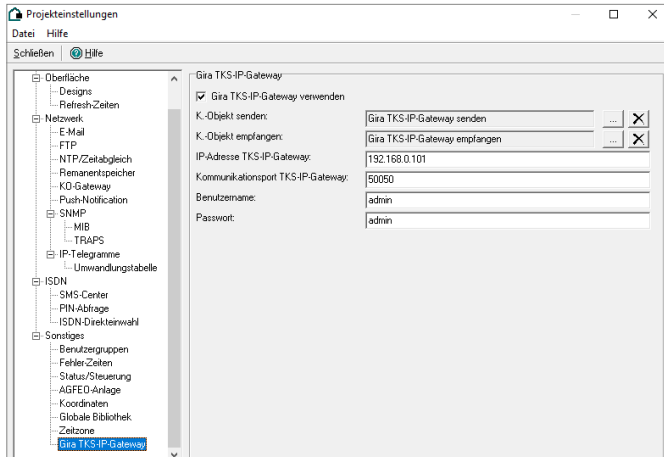 Projekteinstellungen
Datei Hilfe
Schließen Hilfe
Oberfläche
Designs
Refresh-Zeiten
Netzwerk
E-Mail
FTP
NTP/Zeitabgleich
Remanentspeicher
KO-Gateway
Push-Notification
SNMP
MIB
TRAPS
IP-Telegramme
Umwandlungstabelle
ISDN
SMS-Center
PIN-Abfrage
ISDN-Direkteinwahl
Sonstiges
Benutzergruppen
Fehler-Zeiten
Status/Steuerung
AGFEO-Anlage
Koordinaten
Globale Bibliothek
Zeitzone
Gira TKS-IP-Gateway
Gira TKS-IP-Gateway
Gira TKS-IP-Gateway verwenden
K.-Objekt senden: Gira TKS-IP-Gateway senden ...
K.-Objekt empfangen: Gira TKS-IP-Gateway empfangen ...
IP-Adresse TKS-IP-Gateway: 192.168.0.101
Kommunikationsport TKS-IP-Gateway: 50050
Benutzername: admin
Passwort: admin